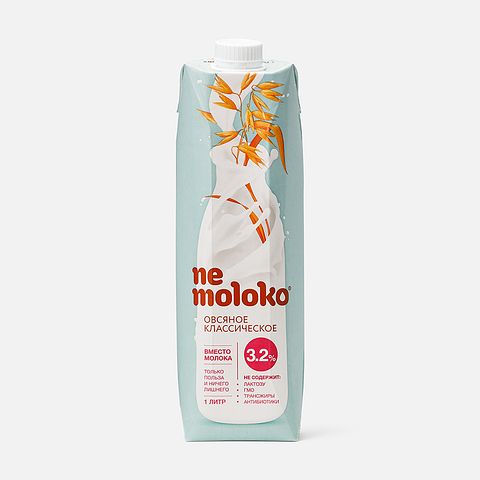 ne
moloko®
ОВСЯНОЕ
КЛАССИЧЕСКОЕ
ВМЕСТО
МОЛОКА
3.2%
ТОЛЬКО
ПОЛЬЗА
И НИЧЕГО
ЛИШНЕГО
1 ЛИТР
НЕ СОДЕРЖИТ:
• ЛАКТОЗУ
• ГМО
• ТРАНСЖИРЫ
• АНТИБИОТИКИ